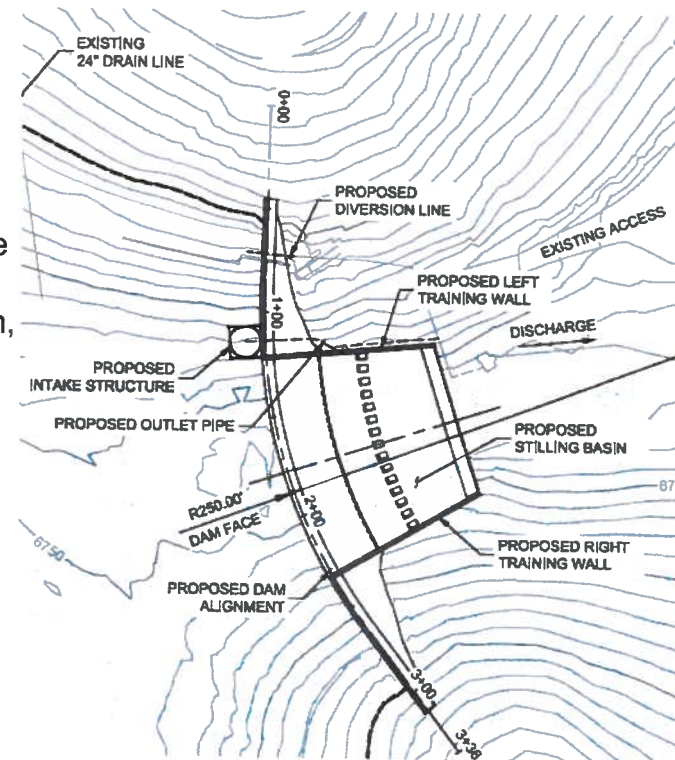 EXISTING
24" DRAIN LINE
0+00
PROPOSED
DIVERSION LINE
e
EXISTING ACCESS
1+00
PROPOSED LEFT
TRAINING WALL
n,
DISCHARGE
PROPOSED
INTAKE STRUCTURE
PROPOSED OUTLET PIPE
PROPOSED
STILLING BASIN
R250.00'
DAM FACE
2+00
67
6750
PROPOSED RIGHT
TRAINING WALL
PROPOSED DAM
ALIGNMENT
3+00
3+38